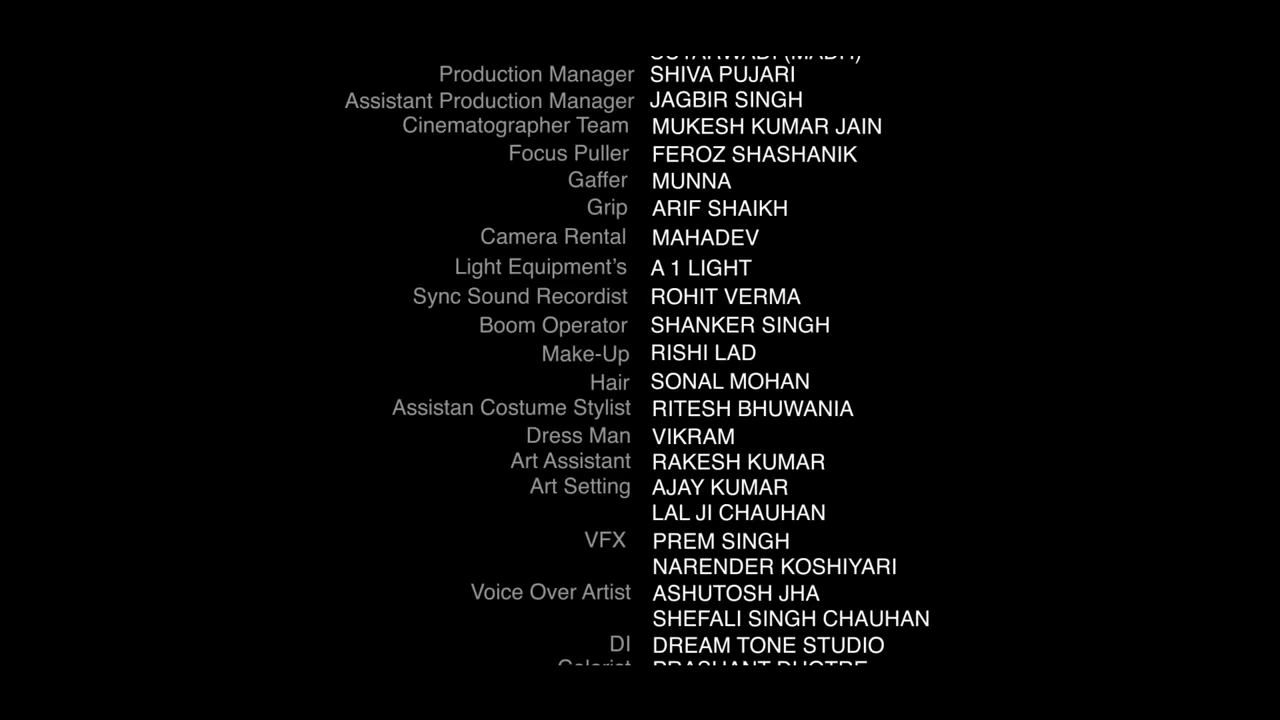 Production Manager SHIVA PUJARI
Assistant Production Manager JAGBIR SINGH
Cinematographer Team MUKESH KUMAR JAIN
Focus Puller FEROZ SHASHANIK
Gaffer MUNNA
Grip ARIF SHAIKH
Camera Rental MAHADEV
Light Equipment’s A 1 LIGHT
Sync Sound Recordist ROHIT VERMA
Boom Operator SHANKER SINGH
Make-Up RISHI LAD
Hair SONAL MOHAN
Assistan Costume Stylist RITESH BHUWANIA
Dress Man VIKRAM
Art Assistant RAKESH KUMAR
Art Setting AJAY KUMAR
LAL JI CHAUHAN
VFX PREM SINGH
NARENDER KOSHIYARI
Voice Over Artist ASHUTOSH JHA
SHEFALI SINGH CHAUHAN
DI DREAM TONE STUDIO
Colorist PRASHANT